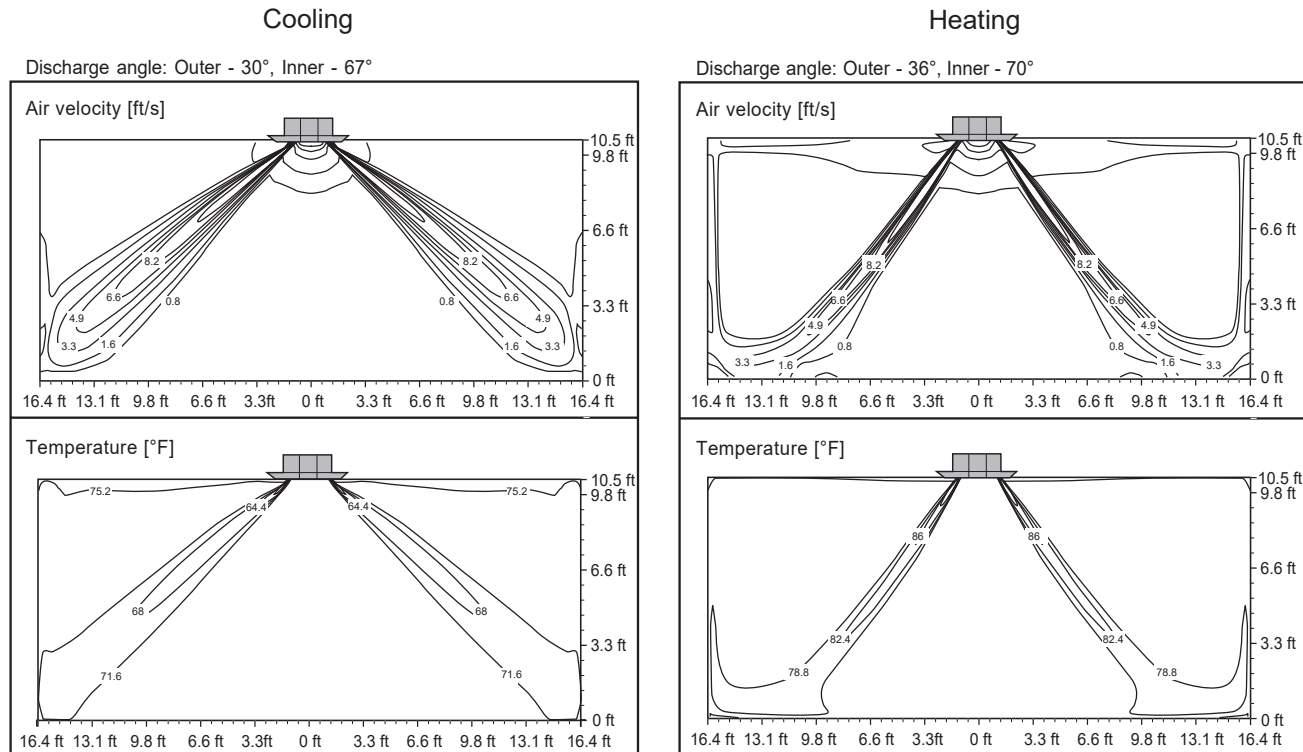 Cooling
Discharge angle: Outer - 30°, Inner - 67°
Air velocity [ft/s]
10.5 ft
9.8 ft
6.6 ft
3.3 ft
0 ft
8.2
8.2
6.6
6.6
0.8
0.8
4.9
4.9
3.3
1.6
1.6
3.3
16.4 ft 13.1 ft 9.8 ft 6.6 ft 3.3ft 0 ft 3.3 ft 6.6 ft 9.8 ft 13.1 ft 16.4 ft
Temperature [°F]
10.5 ft
9.8 ft
6.6 ft
3.3 ft
0 ft
75.2
75.2
64.4
64.4
68
68
71.6
71.6
16.4 ft 13.1 ft 9.8 ft 6.6 ft 3.3ft 0 ft 3.3 ft 6.6 ft 9.8 ft 13.1 ft 16.4 ft
Heating
Discharge angle: Outer - 36°, Inner - 70°
Air velocity [ft/s]
10.5 ft
9.8 ft
6.6 ft
3.3 ft
0 ft
8.2
8.2
6.6
6.6
4.9
4.9
0.8
0.8
3.3
1.6
1.6
3.3
16.4 ft 13.1 ft 9.8 ft 6.6 ft 3.3ft 0 ft 3.3 ft 6.6 ft 9.8 ft 13.1 ft 16.4 ft
Temperature [°F]
10.5 ft
9.8 ft
6.6 ft
3.3 ft
0 ft
86
86
82.4
82.4
78.8
78.8
16.4 ft 13.1 ft 9.8 ft 6.6 ft 3.3ft 0 ft 3.3 ft 6.6 ft 9.8 ft 13.1 ft 16.4 ft